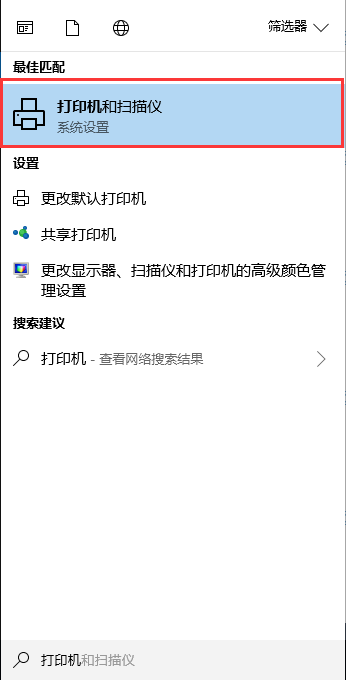 筛选器
最佳匹配
打印机和扫描仪
系统设置
设置
更改默认打印机
共享打印机
更改显示器、扫描仪和打印机的高级颜色管
理设置
搜索建议
打印机 - 查看网络搜索结果
打印机和扫描仪